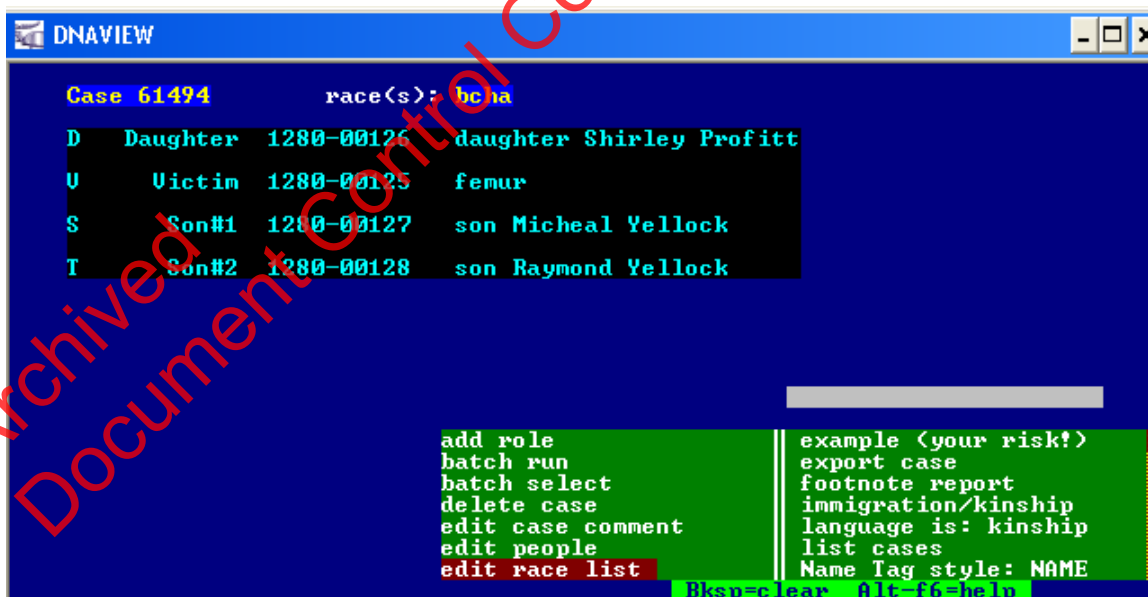 DNAVIEW
Case 61494 race(s): bcha
D Daughter 1280-00126 daughter Shirley Profitt
V Victim 1280-00125 femur
S Son#1 1280-00127 son Micheal Yellock
T Son#2 1280-00128 son Raymond Yellock
add role
batch run
batch select
delete case
edit case comment
edit people
edit race list
example (your risk!)
export case
footnote report
immigration/kinship
language is: kinship
list cases
Name Tag style: NAME
Bksp=clear Alt-f6=help
Archived
Document Control